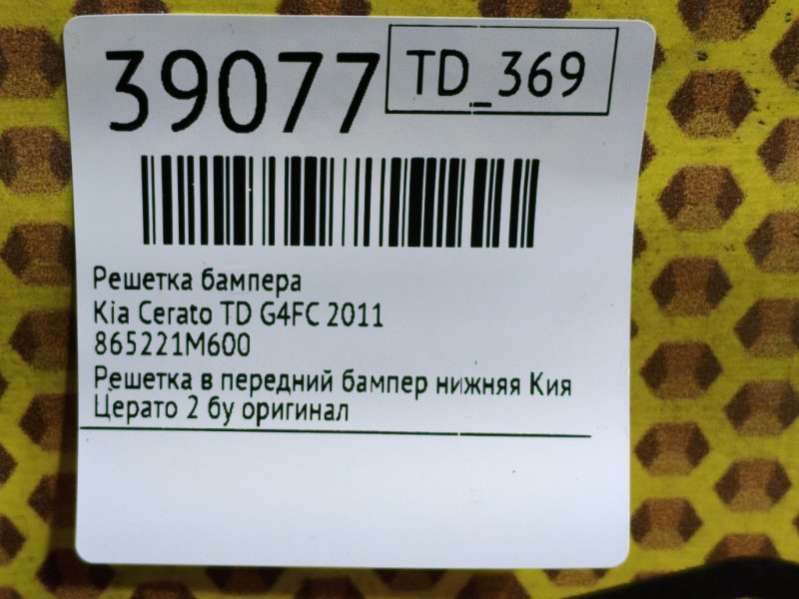 39077
TD_369
Решетка бампера
Kia Cerato TD G4FC 2011
865221M600
Решетка в передний бампер нижняя Кия
Церато 2 бу оригинал